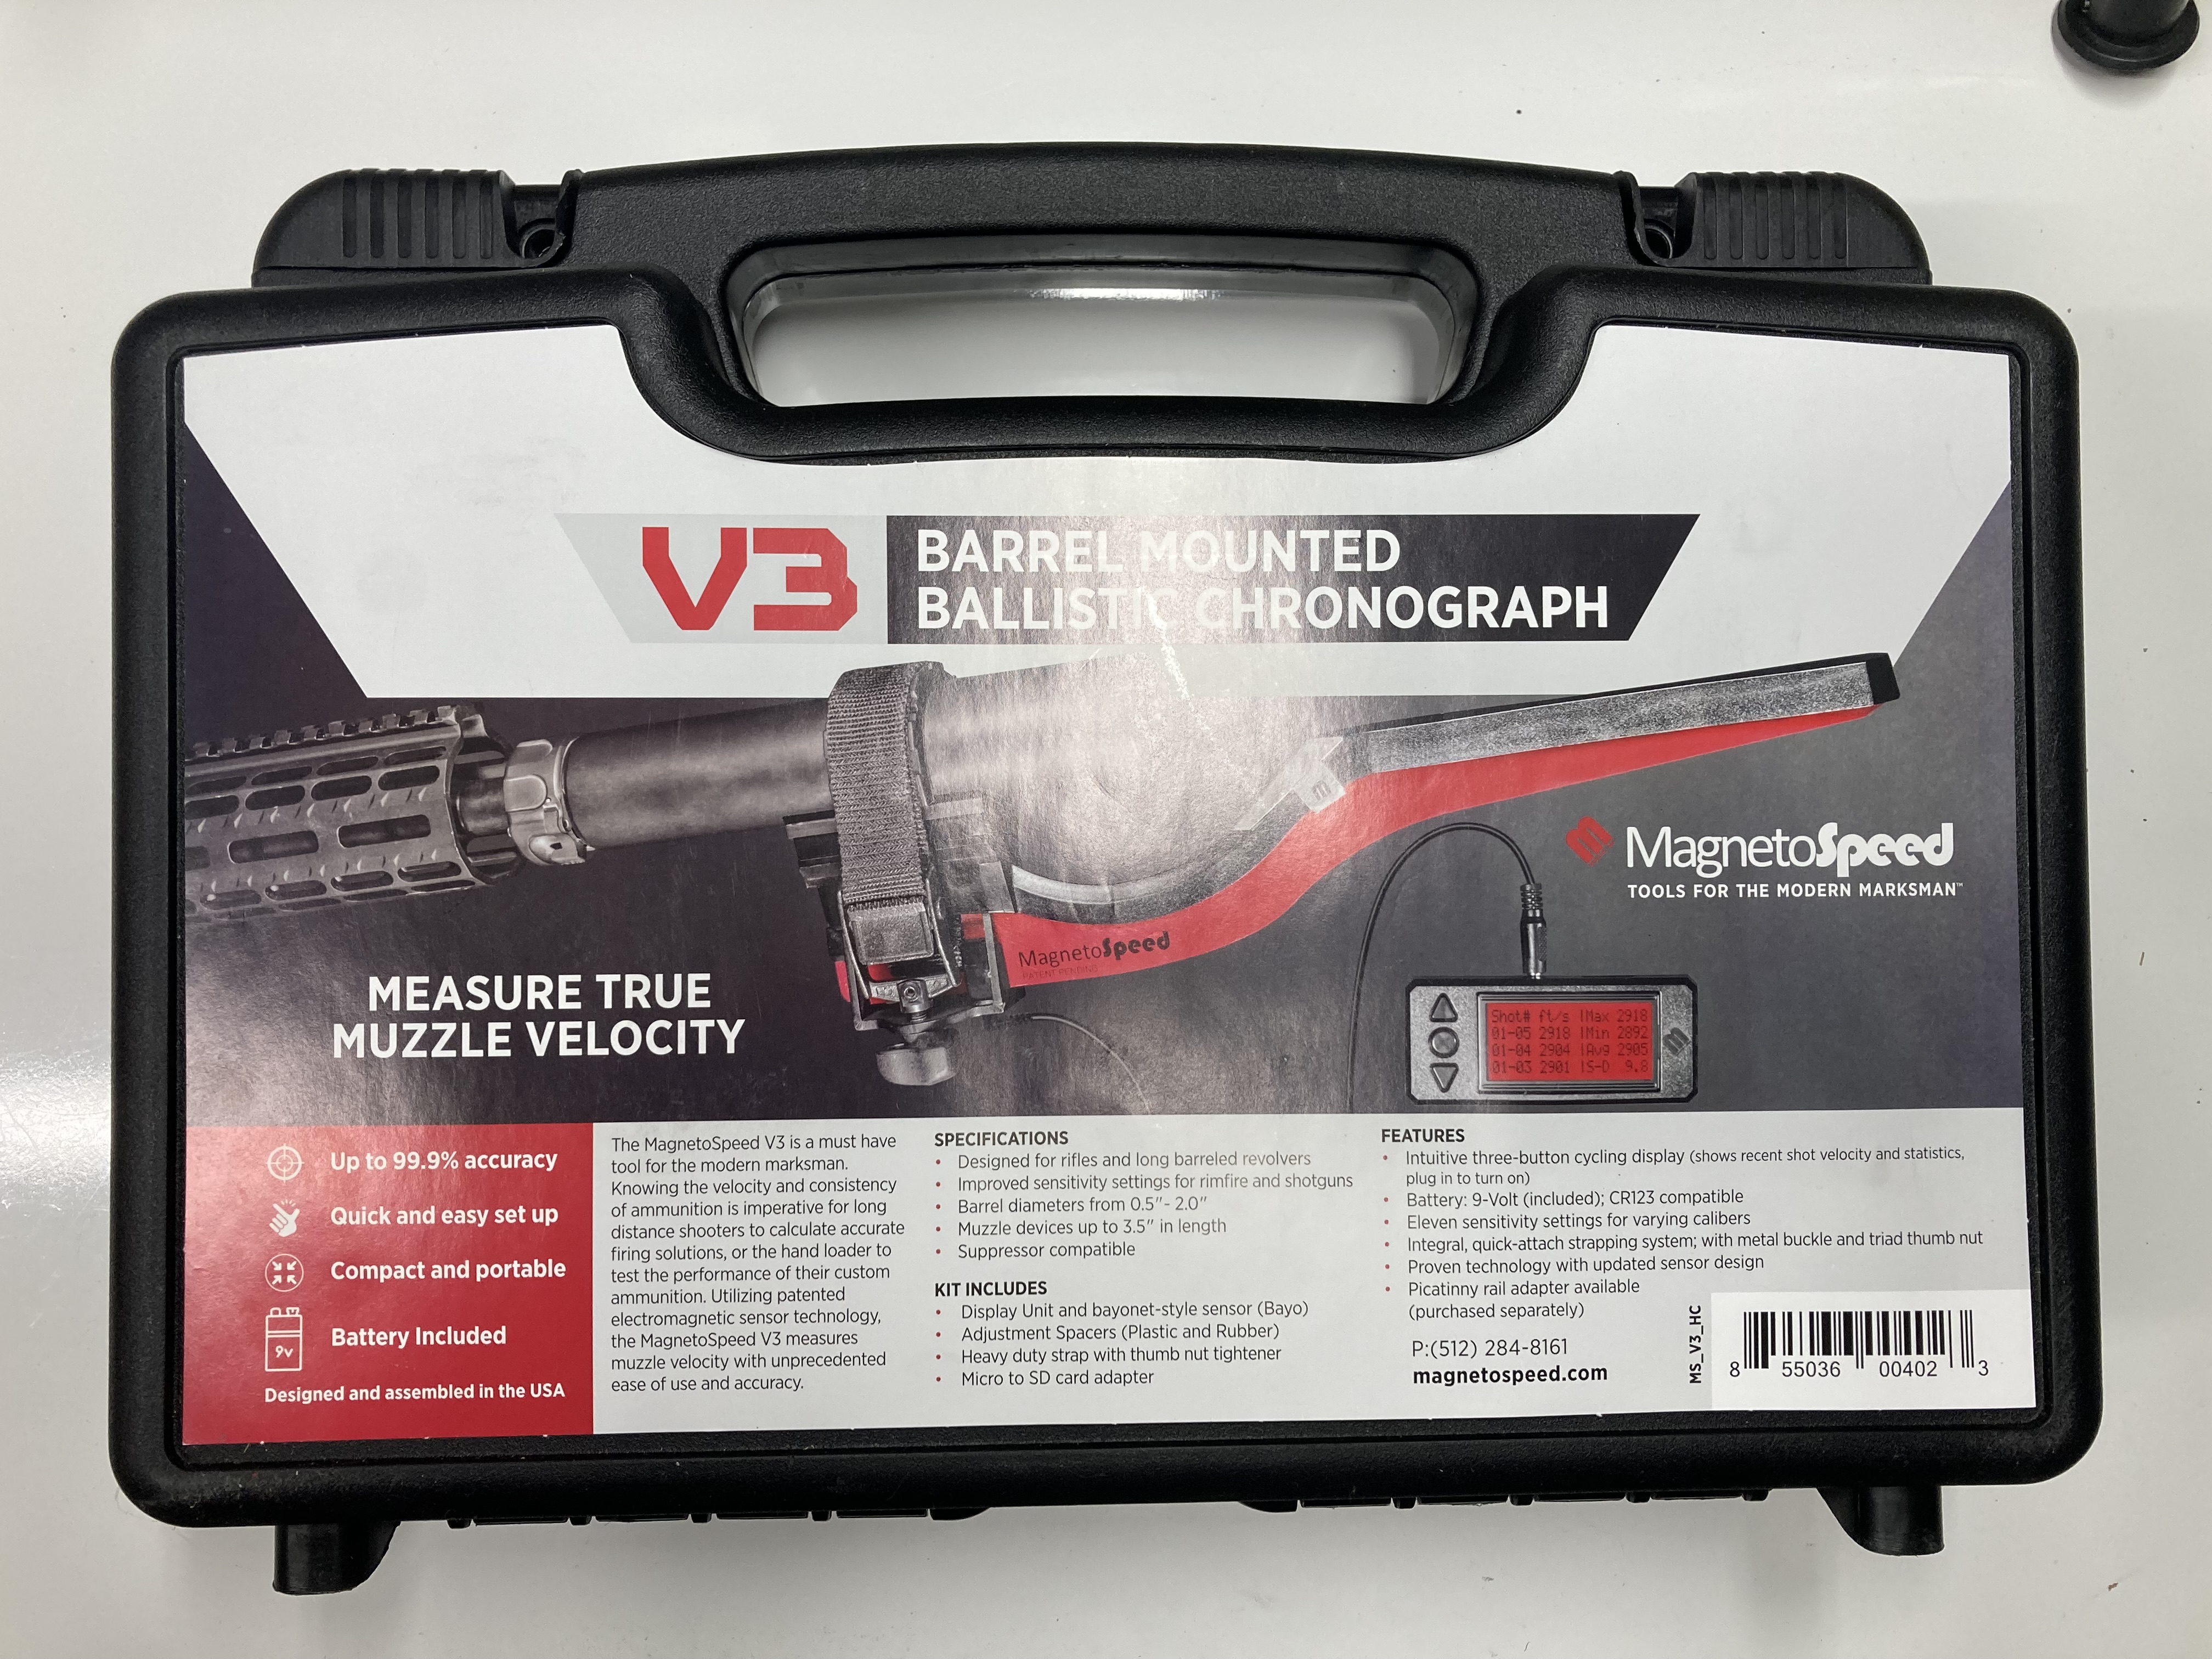 V3
BARREL MOUNTED
BALLISTIC CHRONOGRAPH
MagnetoSpeed
TOOLS FOR THE MODERN MARKSMAN™
MagnetoSpeed
PATENT PENDING
MEASURE TRUE
MUZZLE VELOCITY
Shot# ft/s |Max 2918
01-05 2918 |Min 2892
01-04 2904 |Avg 2905
01-03 2901 |S-D 9.8
Up to 99.9% accuracy
Quick and easy set up
Compact and portable
9v
Battery Included
Designed and assembled in the USA
The MagnetoSpeed V3 is a must have
tool for the modern marksman.
Knowing the velocity and consistency
of ammunition is imperative for long
distance shooters to calculate accurate
firing solutions, or the hand loader to
test the performance of their custom
ammunition. Utilizing patented
electromagnetic sensor technology,
the MagnetoSpeed V3 measures
muzzle velocity with unprecedented
ease of use and accuracy.
SPECIFICATIONS
• Designed for rifles and long barreled revolvers
• Improved sensitivity settings for rimfire and shotguns
• Barrel diameters from 0.5"- 2.0"
• Muzzle devices up to 3.5" in length
• Suppressor compatible
KIT INCLUDES
• Display Unit and bayonet-style sensor (Bayo)
• Adjustment Spacers (Plastic and Rubber)
• Heavy duty strap with thumb nut tightener
• Micro to SD card adapter
FEATURES
• Intuitive three-button cycling display (shows recent shot velocity and statistics,
plug in to turn on)
• Battery: 9-Volt (included); CR123 compatible
• Eleven sensitivity settings for varying calibers
• Integral, quick-attach strapping system; with metal buckle and triad thumb nut
• Proven technology with updated sensor design
• Picatinny rail adapter available
(purchased separately)
P:(512) 284-8161
magnetospeed.com
MS_V3_HC
8 55036 00402 3